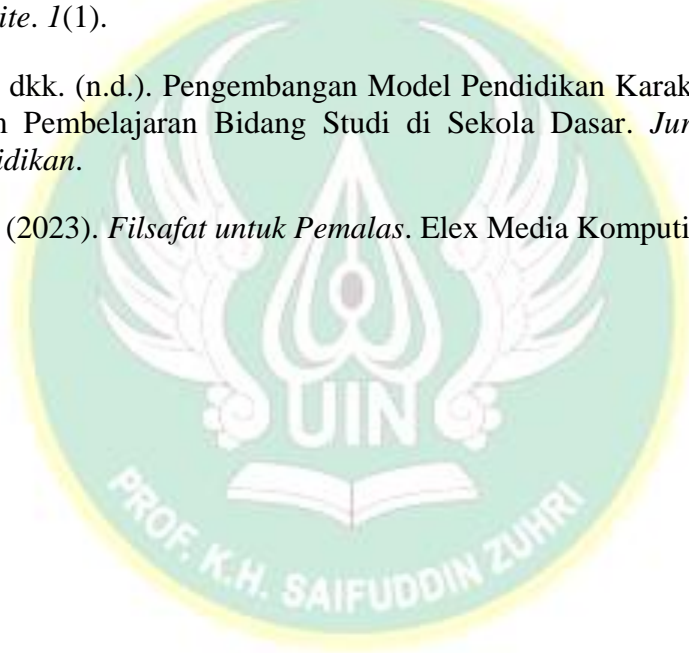 ite. 1(1).
dkk. (n.d.). Pengembangan Model Pendidikan Karak
n Pembelajaran Bidang Studi di Sekola Dasar. Jur
idikan.
(2023). Filsafat untuk Pemalas. Elex Media Komputi
UIN
PROF. K.H. SAIFUDDIN ZUHRI